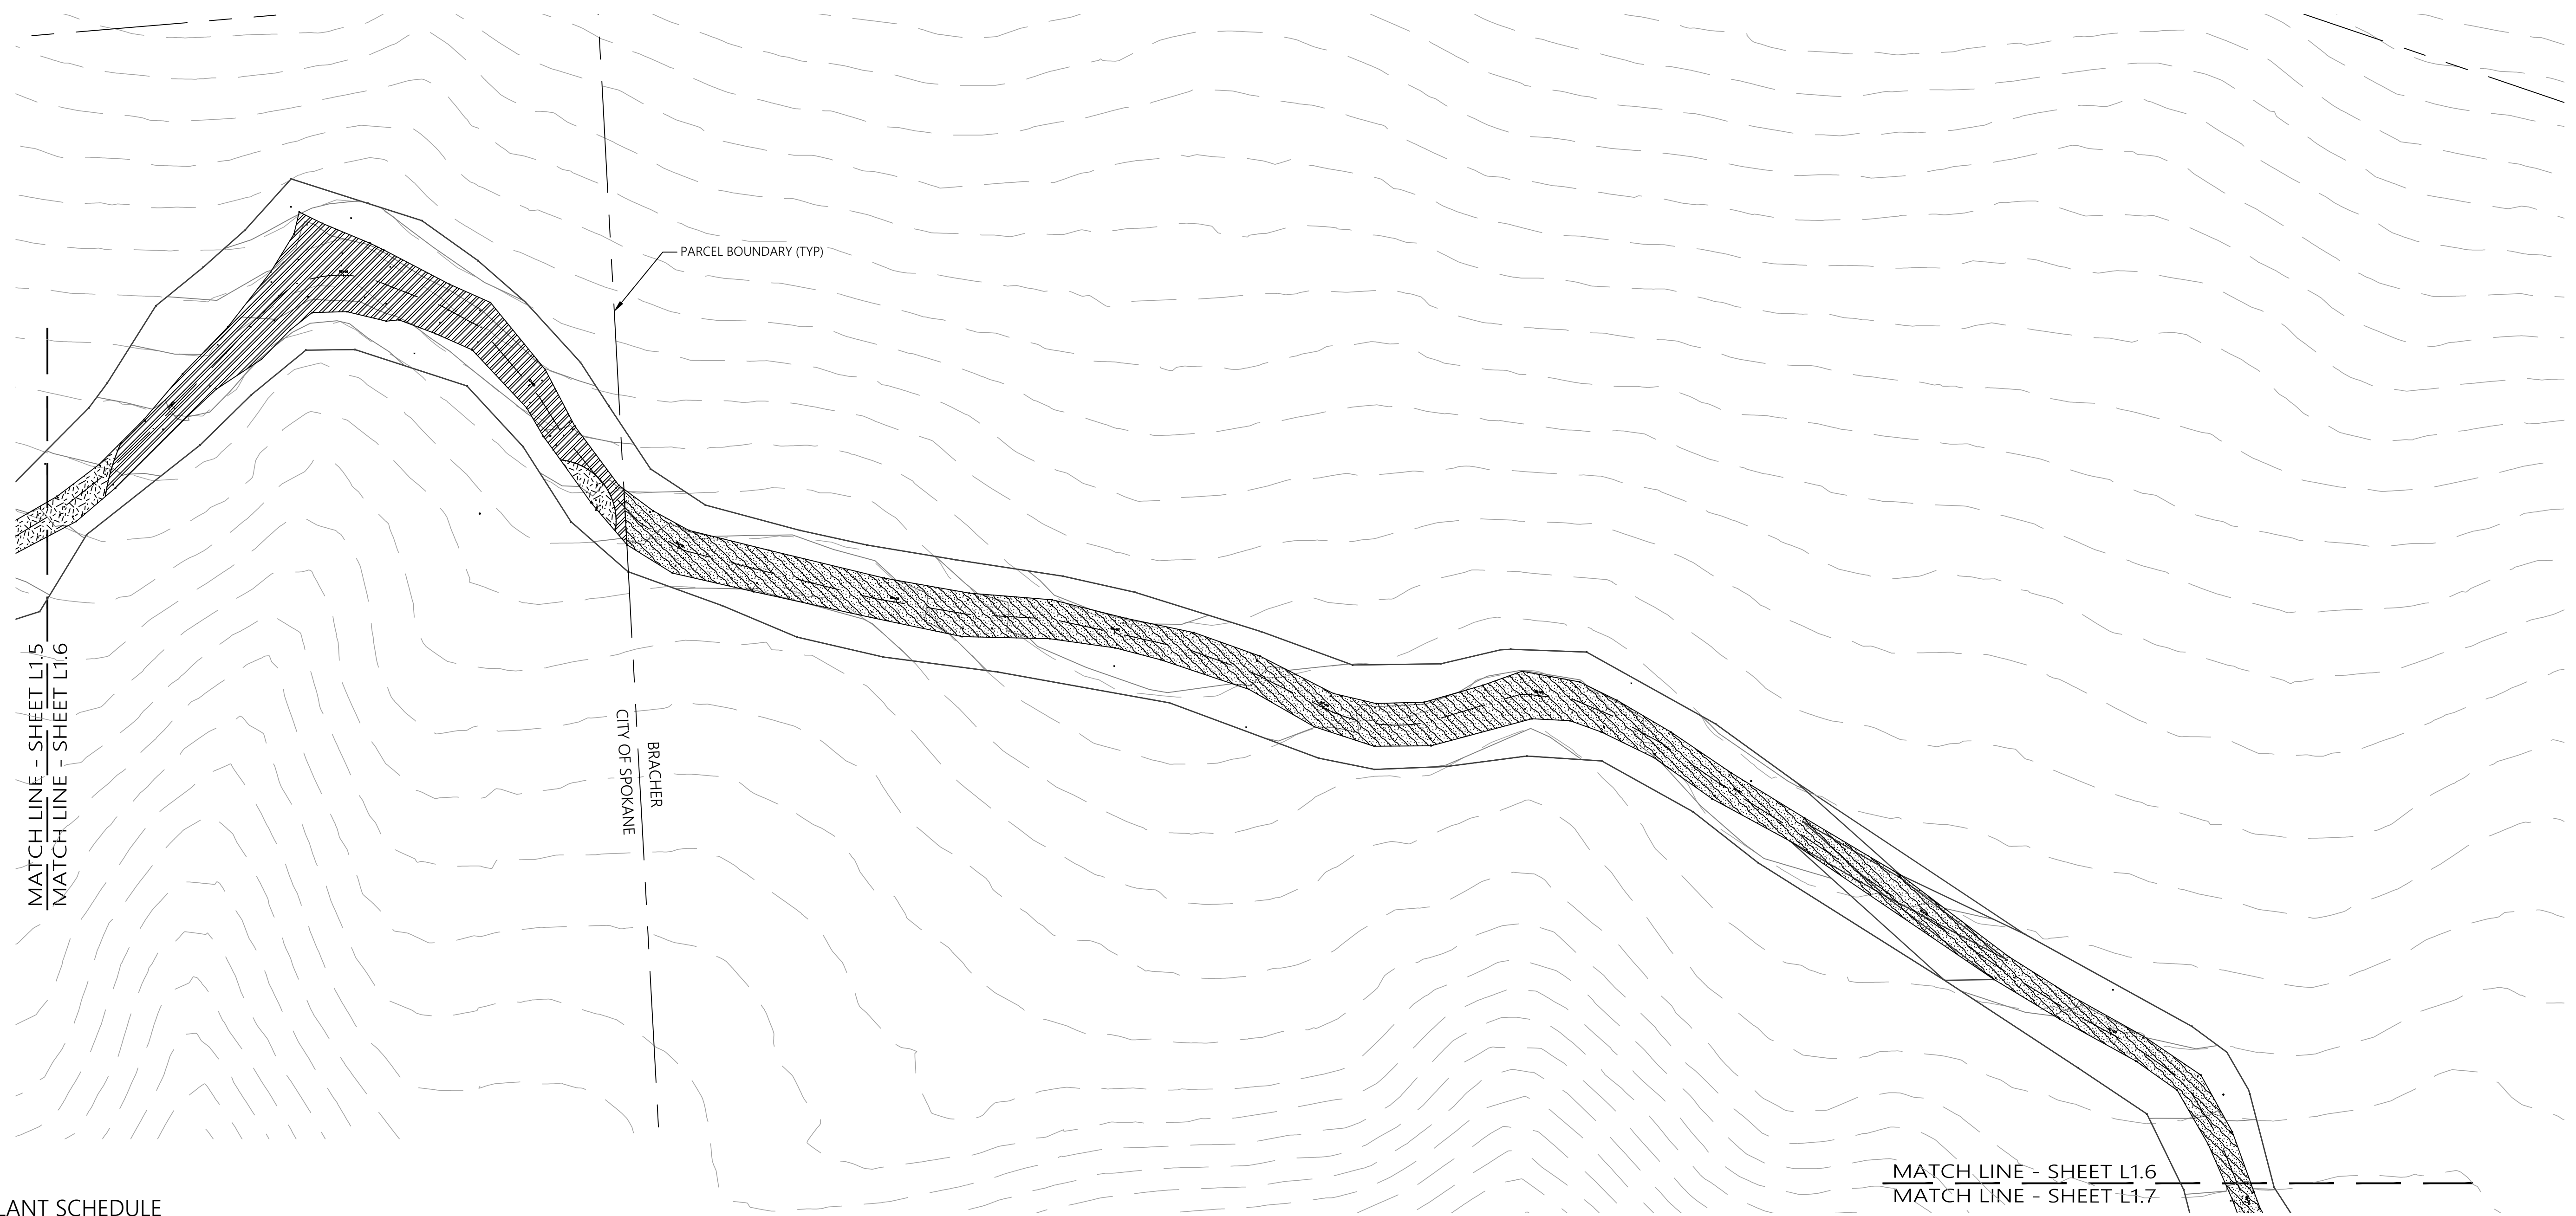 PARCEL BOUNDARY (TYP)
MATCH LINE - SHEET L1.5
MATCH LINE - SHEET L1.6
BRACHER
CITY OF SPOKANE
MATCH LINE - SHEET L1.6
MATCH LINE - SHEET L1.7
LANT SCHEDULE